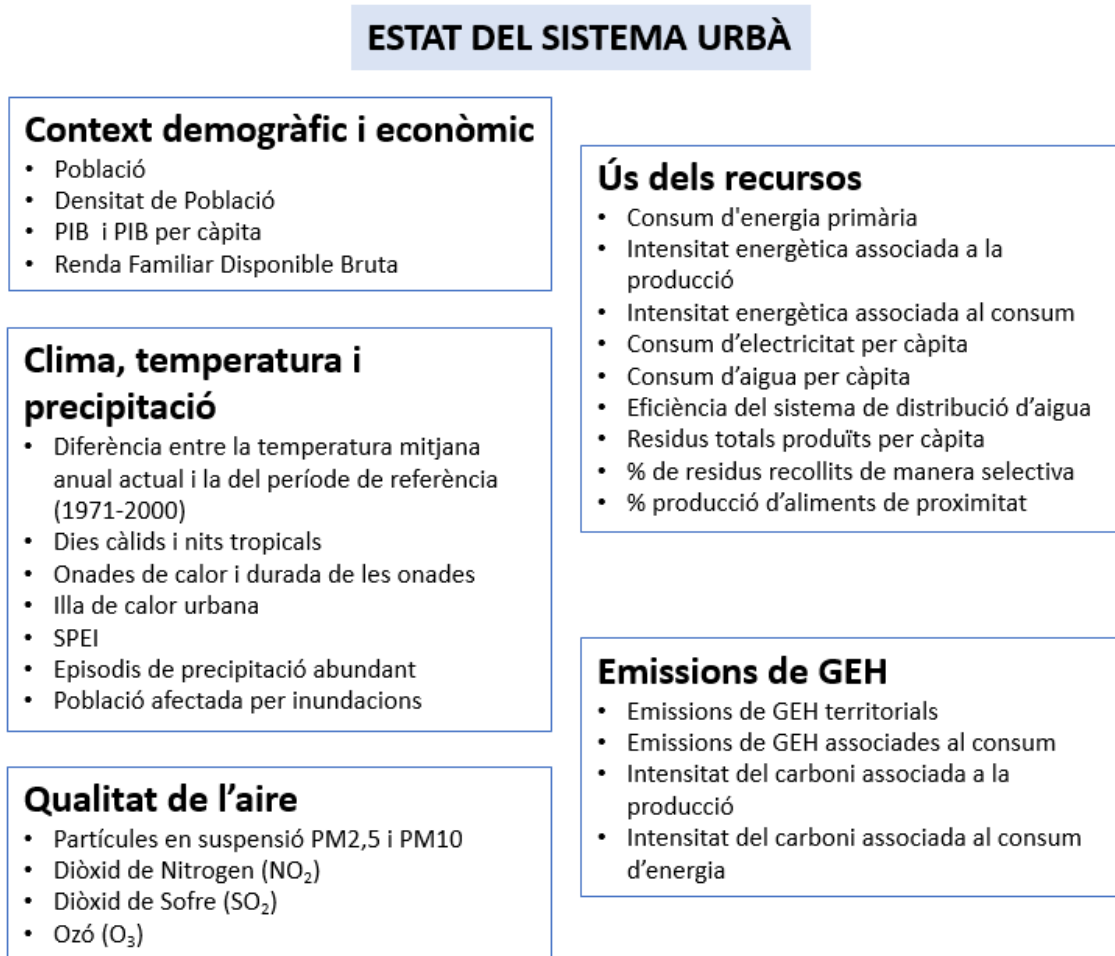 ESTAT DEL SISTEMA URBÀ
Context demogràfic i econòmic
• Població
• Densitat de Població
• PIB i PIB per càpita
• Renda Familiar Disponible Bruta
Clima, temperatura i
precipitació
• Diferència entre la temperatura mitjana
anual actual i la del període de referència
(1971-2000)
• Dies càlids i nits tropicals
• Onades de calor i durada de les onades
• Illa de calor urbana
• SPEI
• Episodis de precipitació abundant
• Població afectada per inundacions
Qualitat de l’aire
• Partícules en suspensió PM2,5 i PM10
• Diòxid de Nitrogen (NO₂)
• Diòxid de Sofre (SO₂)
• Ozó (O₃)
Ús dels recursos
• Consum d'energia primària
• Intensitat energètica associada a la
producció
• Intensitat energètica associada al consum
• Consum d’electricitat per càpita
• Consum d’aigua per càpita
• Eficiència del sistema de distribució d’aigua
• Residus totals produïts per càpita
• % de residus recollits de manera selectiva
• % producció d’aliments de proximitat
Emissions de GEH
• Emissions de GEH territorials
• Emissions de GEH associades al consum
• Intensitat del carboni associada a la
producció
• Intensitat del carboni associada al consum
d’energia